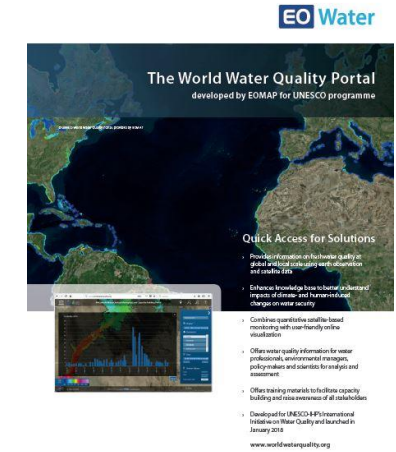 EO Water
The World Water Quality Portal
developed by EOMAP for UNESCO programme
Quick Access for Solutions
› Provides information on freshwater quality at
global and local scale using earth observation
and satellite data
› Enhances knowledge base to better understand
impacts of climate- and human-induced
changes on water security
› Combines quantitative satellite-based
monitoring with user-friendly online
visualization
› Offers water quality information for water
professionals, environmental managers,
policy-makers and scientists for analysis and
assessment
› Offers training materials to facilitate capacity
building and raise awareness of all stakeholders
› Developed for UNESCO-IHP's International
Initiative on Water Quality and launched in
January 2018
www.worldwaterquality.org